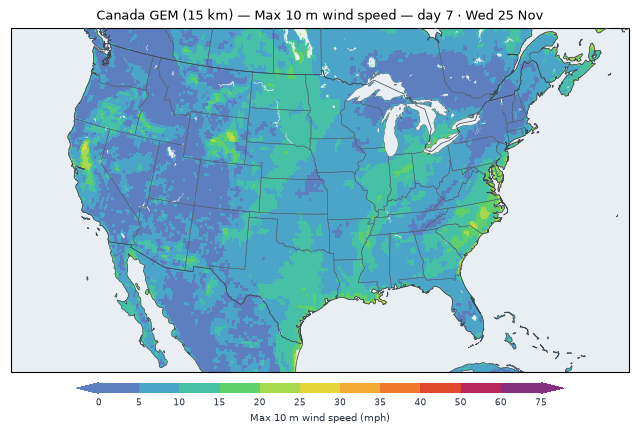 Canada GEM (15 km) — Max 10 m wind speed — day 7 · Wed 25 Nov
0 5 10 15 20 25 30 35 40 50 60 75
Max 10 m wind speed (mph)